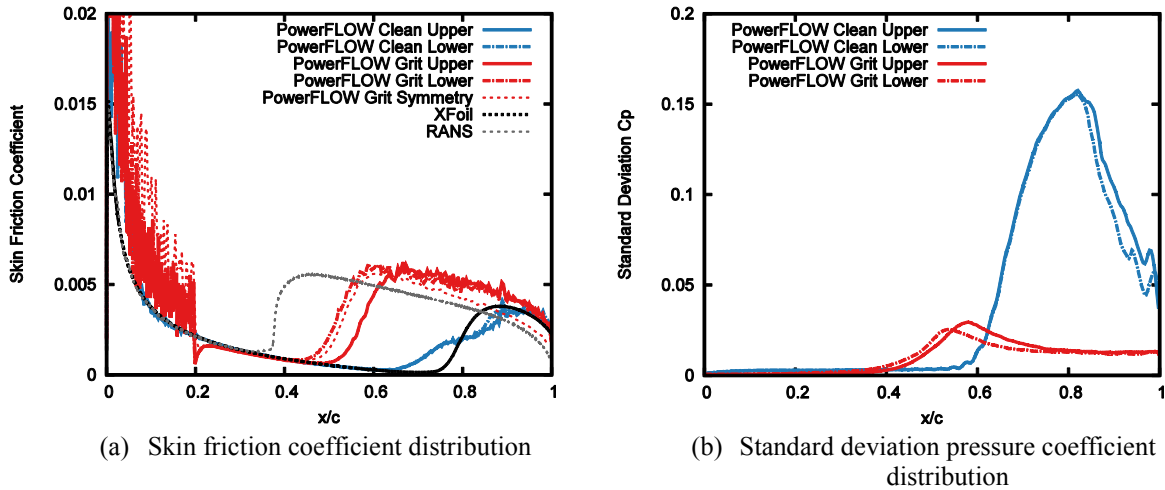 0.02
0.015
0.01
0.005
0
Skin Friction Coefficient
PowerFLOW Clean Upper
PowerFLOW Clean Lower
PowerFLOW Grit Upper
PowerFLOW Grit Lower
PowerFLOW Grit Symmetry
XFoil
RANS
0 0.2 0.4 0.6 0.8 1
x/c
(a) Skin friction coefficient distribution
0.2
0.15
0.1
0.05
0
Standard Deviation Cp
PowerFLOW Clean Upper
PowerFLOW Clean Lower
PowerFLOW Grit Upper
PowerFLOW Grit Lower
0 0.2 0.4 0.6 0.8 1
x/c
(b) Standard deviation pressure coefficient
distribution